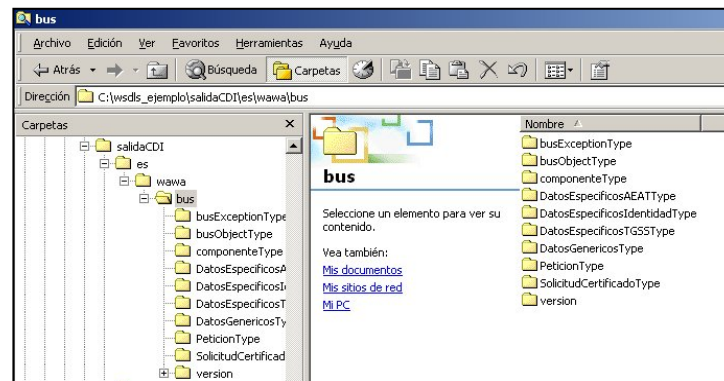 bus
Archivo Edición Ver Favoritos Herramientas Ayuda
Atrás Búsqueda Carpetas
Dirección C:\wsdls_ejemplo\salidaCDI\es\wawa\bus
Carpetas
salidaCDI
es
wawa
bus
busExceptionType
busObjectType
componenteType
DatosEspecificosA
DatosEspecificosI
DatosEspecificosT
DatosGenericosTy
PeticionType
SolicitudCertificad
version
bus
Seleccione un elemento para ver su
contenido.
Vea también:
Mis documentos
Mis sitios de red
Mi PC
Nombre
busExceptionType
busObjectType
componenteType
DatosEspecificosAEATType
DatosEspecificosIdentidadType
DatosEspecificosTGSSType
DatosGenericosType
PeticionType
SolicitudCertificadoType
version